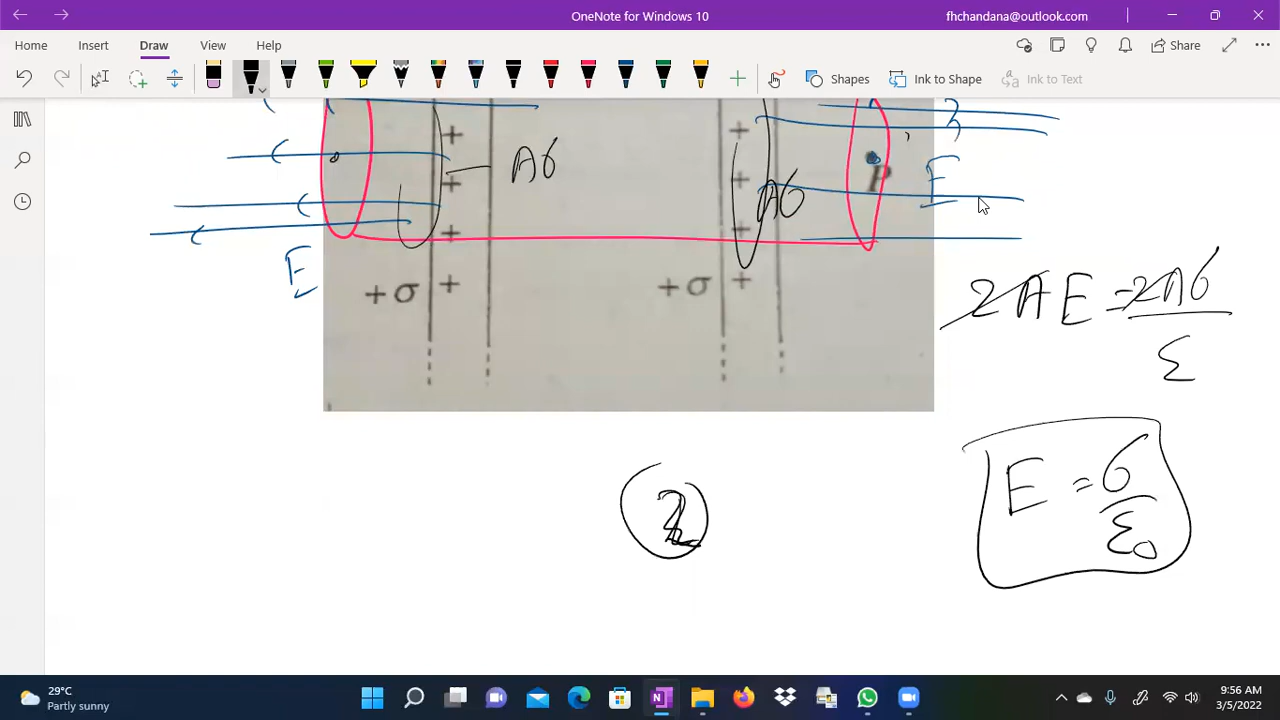 OneNote for Windows 10
fhchandana@outlook.com
Home Insert Draw View Help
Share
Shapes
Ink to Shape
Ink to Text
+ +
+ Aσ + P E
+ Aσ
+ +
E
+σ + +σ +
2AE = 2Aσ
ε
E = σ
ε0
2
29°C
Partly sunny
9:56 AM
3/5/2022